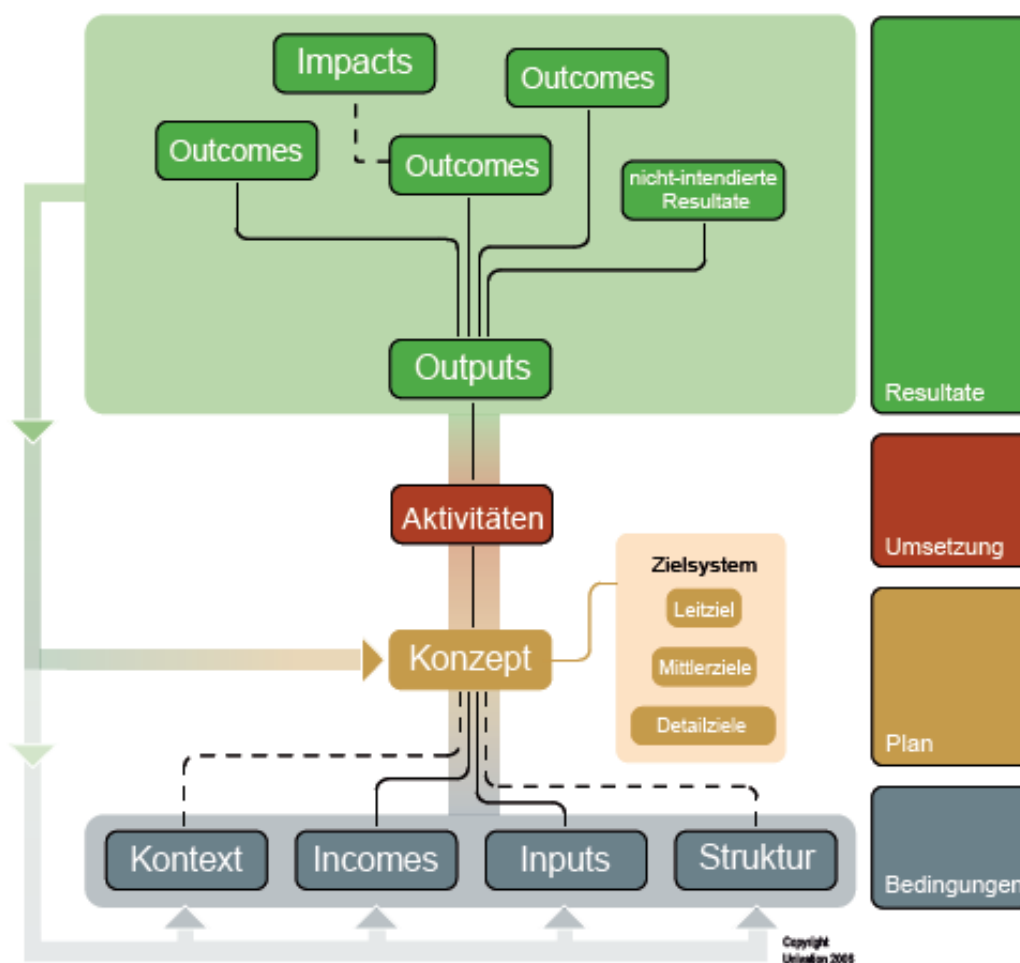 Impacts
Outcomes
Outcomes
Outcomes
nicht-intendierte
Resultate
Outputs
Resultate
Aktivitäten
Umsetzung
Zielsystem
Leitziel
Konzept
Mittlerziele
Detailziele
Plan
Kontext
Incomes
Inputs
Struktur
Bedingungen
Copyright
Univation